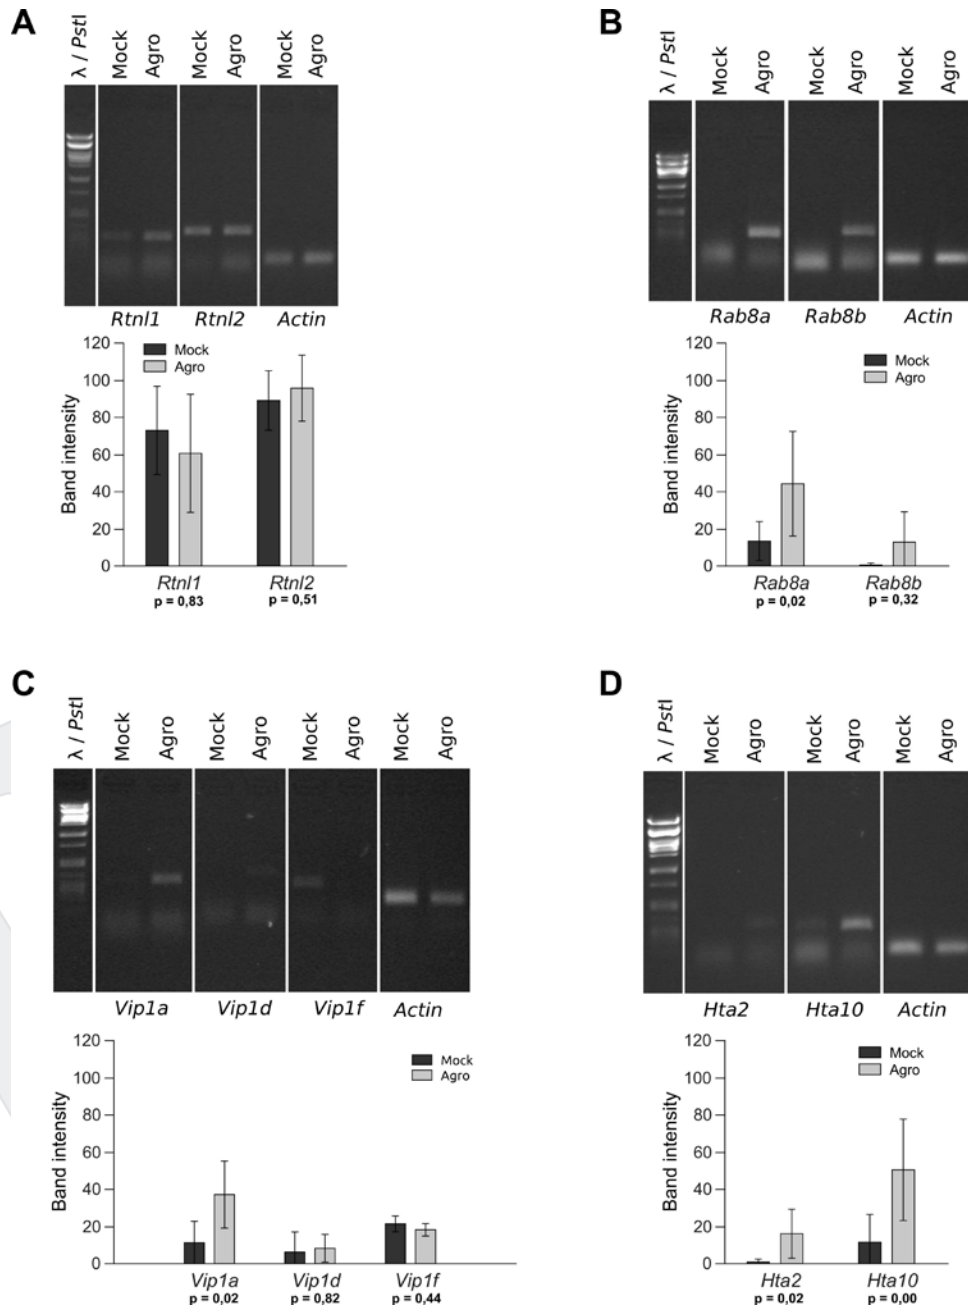 A
λ / PstI
Mock
Agro
Mock
Agro
Mock
Agro
Rtnl1 Rtnl2 Actin
120
100
80
60
40
20
0
Band intensity
Mock
Agro
Rtnl1 Rtnl2
p = 0,83 p = 0,51
B
λ / PstI
Mock
Agro
Mock
Agro
Mock
Agro
Rab8a Rab8b Actin
120
100
80
60
40
20
0
Band intensity
Mock
Agro
Rab8a Rab8b
p = 0,02 p = 0,32
C
λ / PstI
Mock
Agro
Mock
Agro
Mock
Agro
Mock
Agro
Vip1a Vip1d Vip1f Actin
120
100
80
60
40
20
0
Band intensity
Mock
Agro
Vip1a Vip1d Vip1f
p = 0,02 p = 0,82 p = 0,44
D
λ / PstI
Mock
Agro
Mock
Agro
Mock
Agro
Hta2 Hta10 Actin
120
100
80
60
40
20
0
Band intensity
Mock
Agro
Hta2 Hta10
p = 0,02 p = 0,00